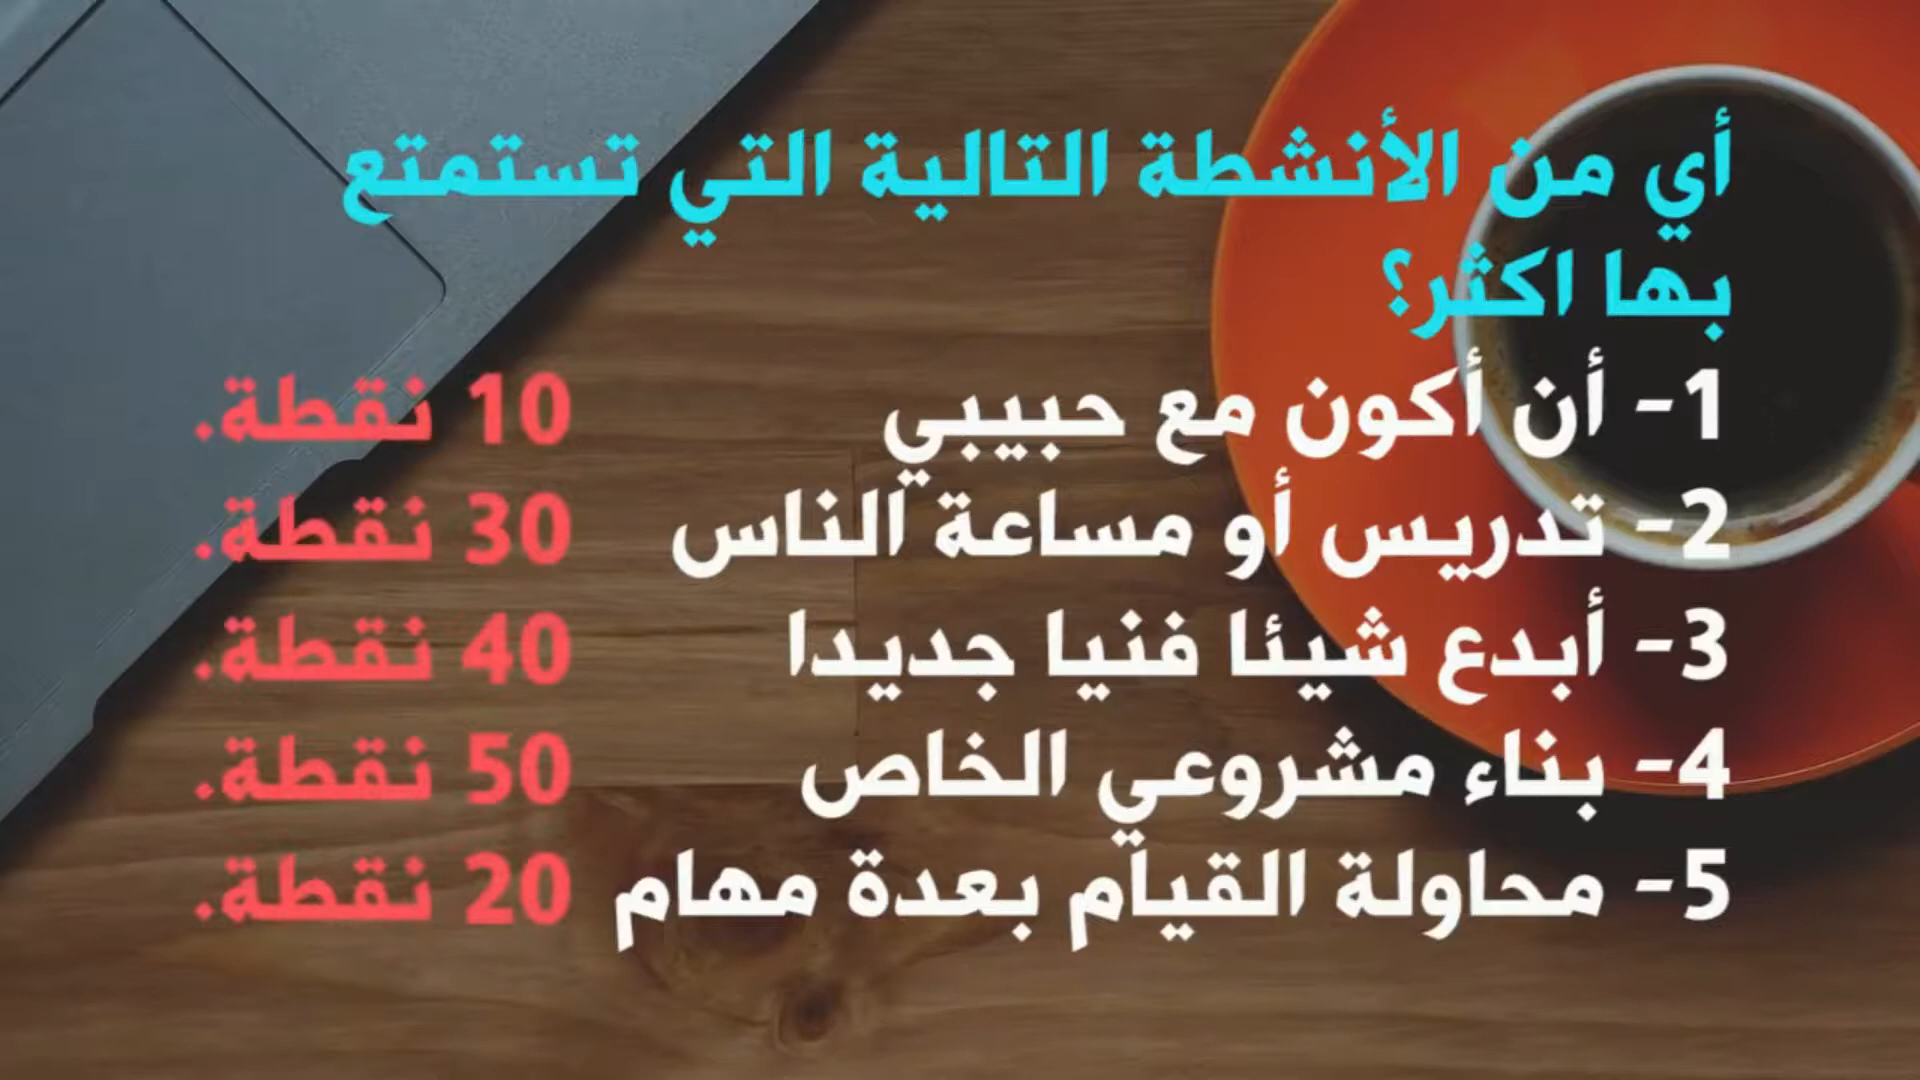 أي من الأنشطة التالية التي تستمتع
بها اكثر؟
1- أن أكون مع حبيبي 10 نقطة.
2- تدريس أو مساعة الناس 30 نقطة.
3- أبدع شيئا فنيا جديدا 40 نقطة.
4- بناء مشروعي الخاص 50 نقطة.
5- محاولة القيام بعدة مهام 20 نقطة.